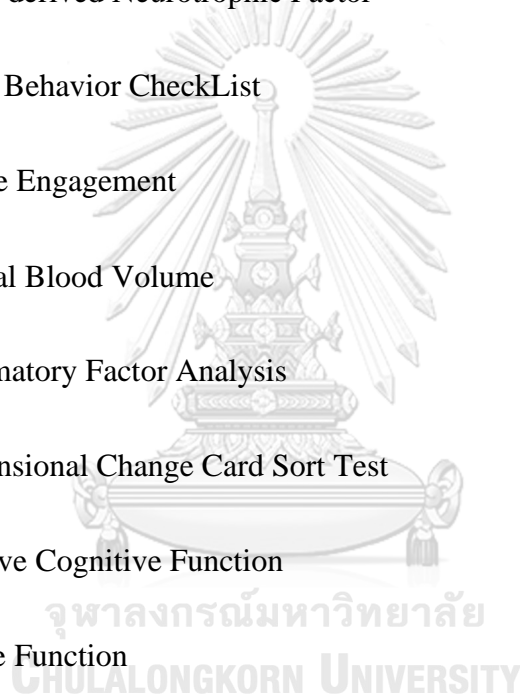 derived Neurotrophic Factor
Behavior CheckList
e Engagement
al Blood Volume
matory Factor Analysis
ensional Change Card Sort Test
ve Cognitive Function
จุฬาลงกรณ์มหาวิทยาลัย
e Function
CHULALONGKORN UNIVERSITY